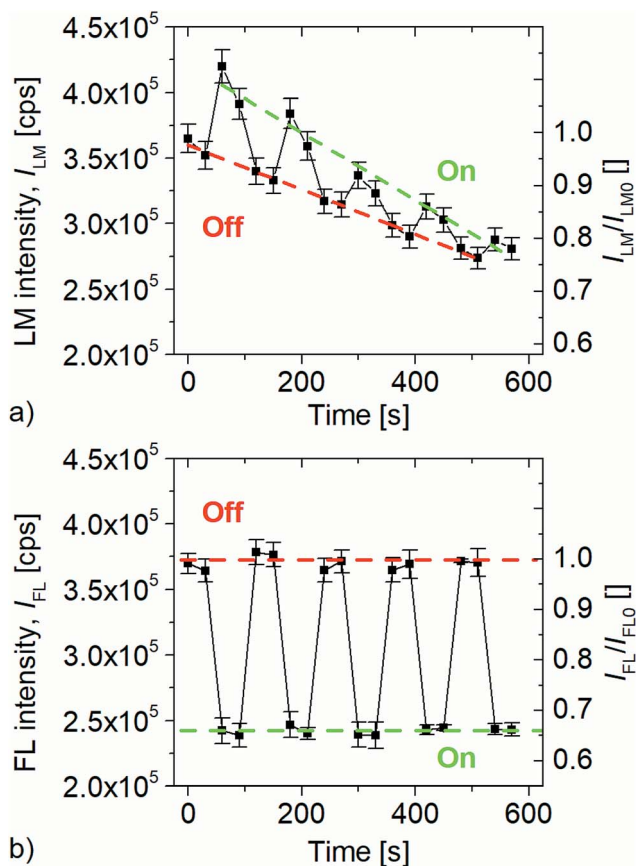 4.5x10⁵
4.0x10⁵
3.5x10⁵
3.0x10⁵
2.5x10⁵
2.0x10⁵
LM intensity, I_LM [cps]
Off
On
1.0
0.9
0.8
0.7
0.6
I_LM/I_LM0 []
0
200
400
600
Time [s]
a)
4.5x10⁵
4.0x10⁵
3.5x10⁵
3.0x10⁵
2.5x10⁵
2.0x10⁵
FL intensity, I_FL [cps]
Off
On
1.0
0.9
0.8
0.7
0.6
I_FL/I_FL0 []
0
200
400
600
Time [s]
b)